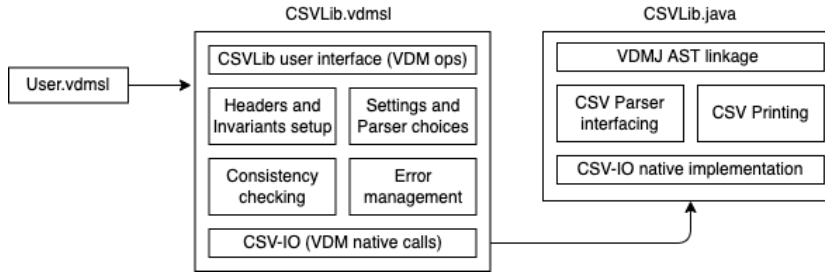 CSVLib.vdmsl
CSVLib.java
User.vdmsl
CSVLib user interface (VDM ops)
Headers and
Invariants setup
Settings and
Parser choices
Consistency
checking
Error
management
CSV-IO (VDM native calls)
VDMJ AST linkage
CSV Parser
interfacing
CSV Printing
CSV-IO native implementation